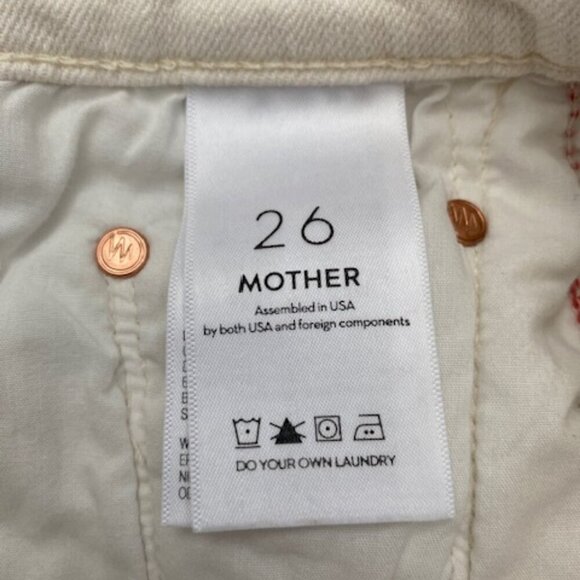 26
MOTHER
Assembled in USA
by both USA and foreign components
DO YOUR OWN LAUNDRY